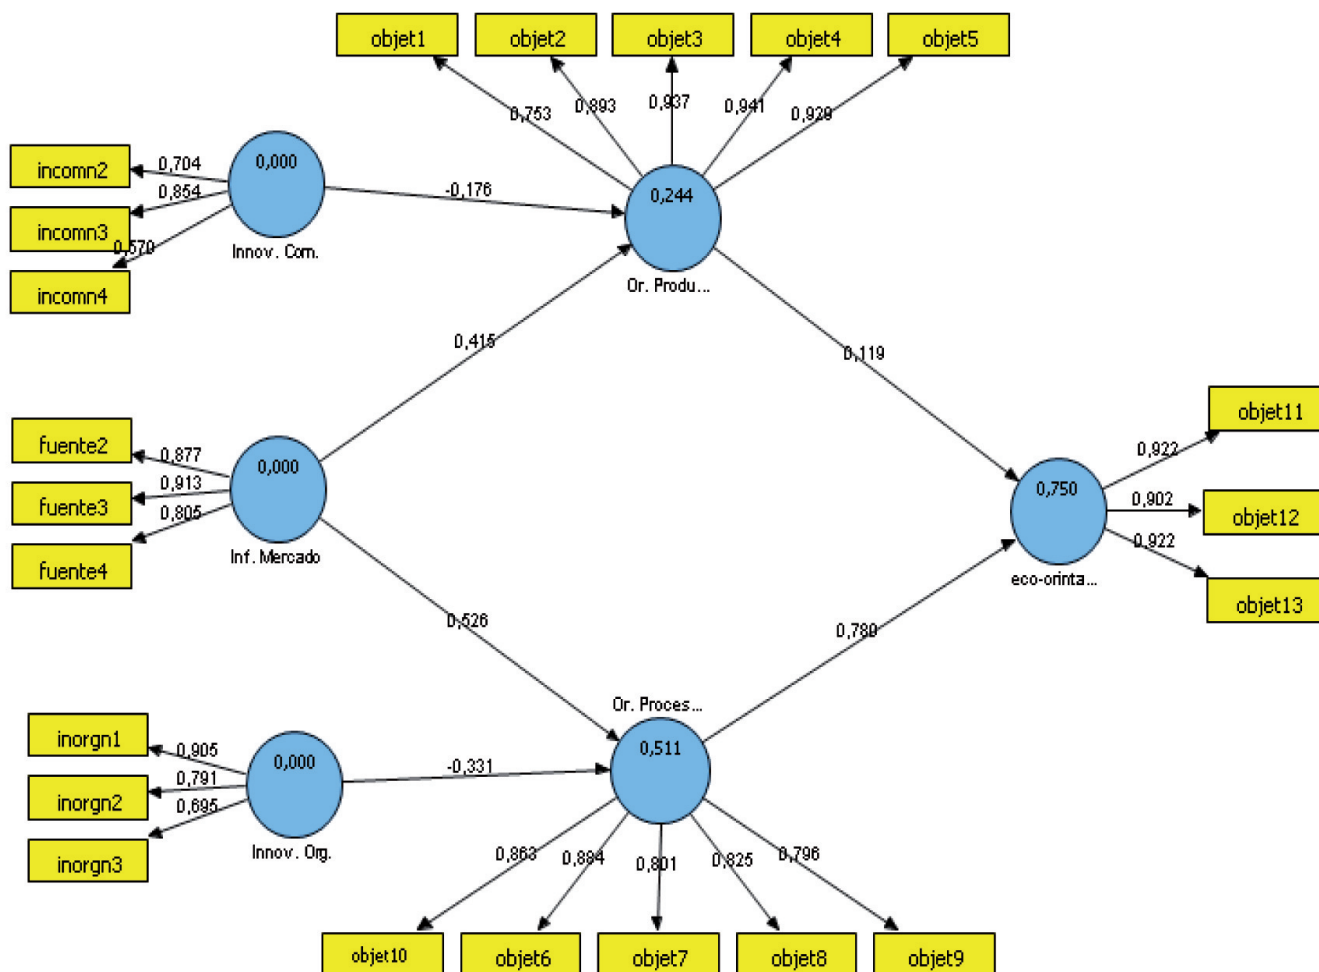 objet1
objet2
objet3
objet4
objet5
0,753
0,893
0,937
0,941
0,929
incomn2
incomn3
incomn4
0,704
0,854
0,570
0,000
Innov. Com.
-0,176
0,244
Or. Produ...
0,415
0,119
fuente2
fuente3
fuente4
0,877
0,913
0,805
0,000
Inf. Mercado
0,526
0,750
eco-orinta...
0,922
0,902
0,922
objet11
objet12
objet13
0,780
inorgn1
inorgn2
inorgn3
0,905
0,791
0,695
0,000
Innov. Org.
-0,331
Or. Proces...
0,511
0,863
0,884
0,801
0,825
0,796
objet10
objet6
objet7
objet8
objet9